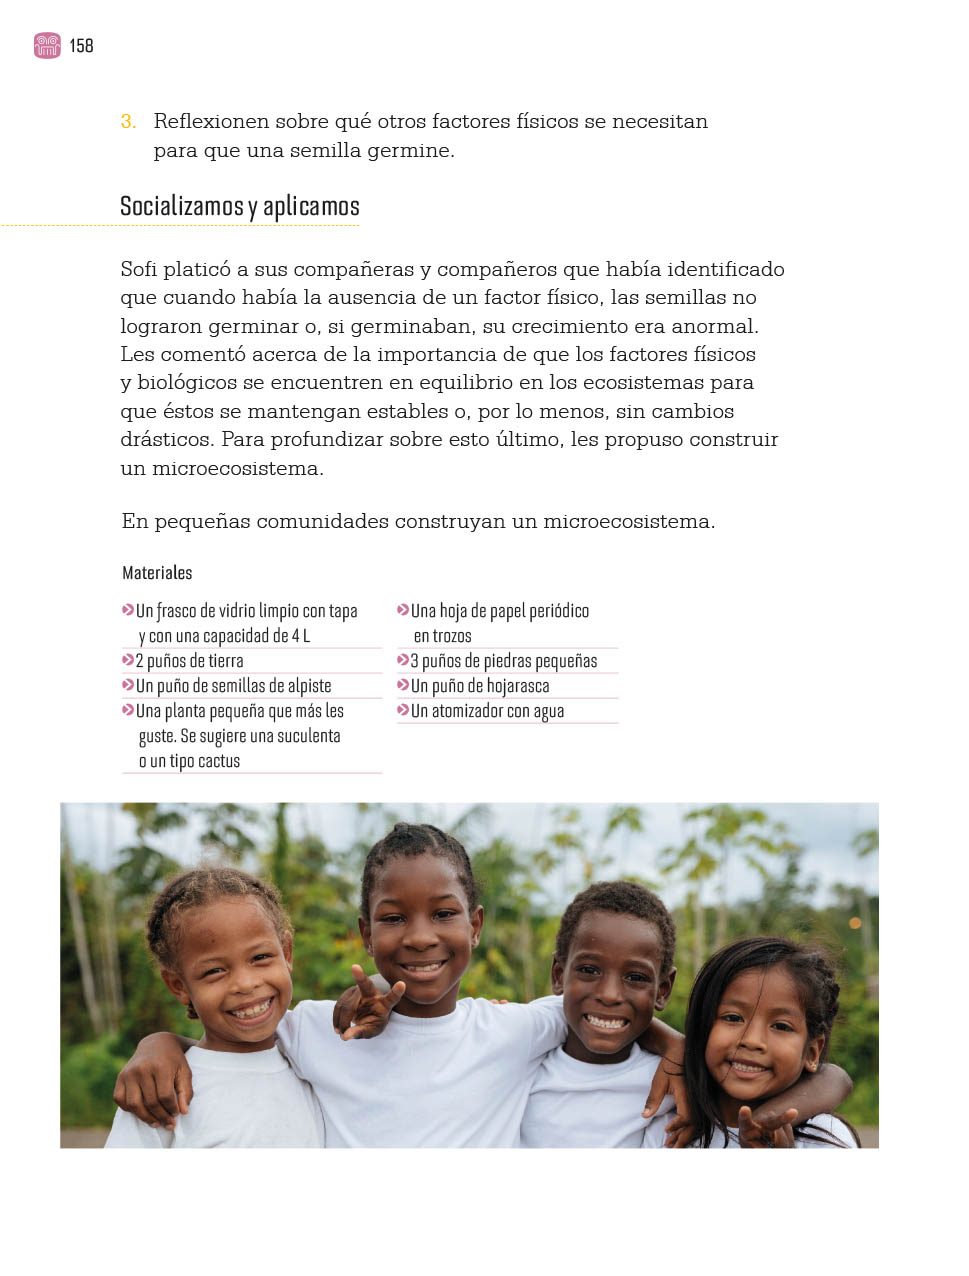 158
3. Reflexionen sobre qué otros factores físicos se necesitan
para que una semilla germine.
Socializamos y aplicamos
Sofi platicó a sus compañeras y compañeros que había identificado
que cuando había la ausencia de un factor físico, las semillas no
lograron germinar o, si germinaban, su crecimiento era anormal.
Les comentó acerca de la importancia de que los factores físicos
y biológicos se encuentren en equilibrio en los ecosistemas para
que éstos se mantengan estables o, por lo menos, sin cambios
drásticos. Para profundizar sobre esto último, les propuso construir
un microecosistema.
En pequeñas comunidades construyan un microecosistema.
Materiales
Un frasco de vidrio limpio con tapa
y con una capacidad de 4 L
2 puños de tierra
Un puño de semillas de alpiste
Una planta pequeña que más les
guste. Se sugiere una suculenta
o un tipo cactus
Una hoja de papel periódico
en trozos
3 puños de piedras pequeñas
Un puño de hojarasca
Un atomizador con agua